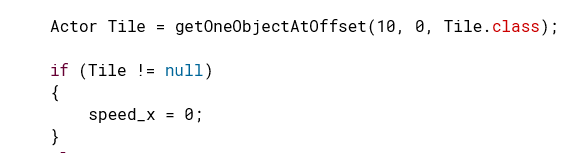 Actor Tile = getOneObjectAtOffset(10, 0, Tile.class);
if (Tile != null)
{
speed_x = 0;
}